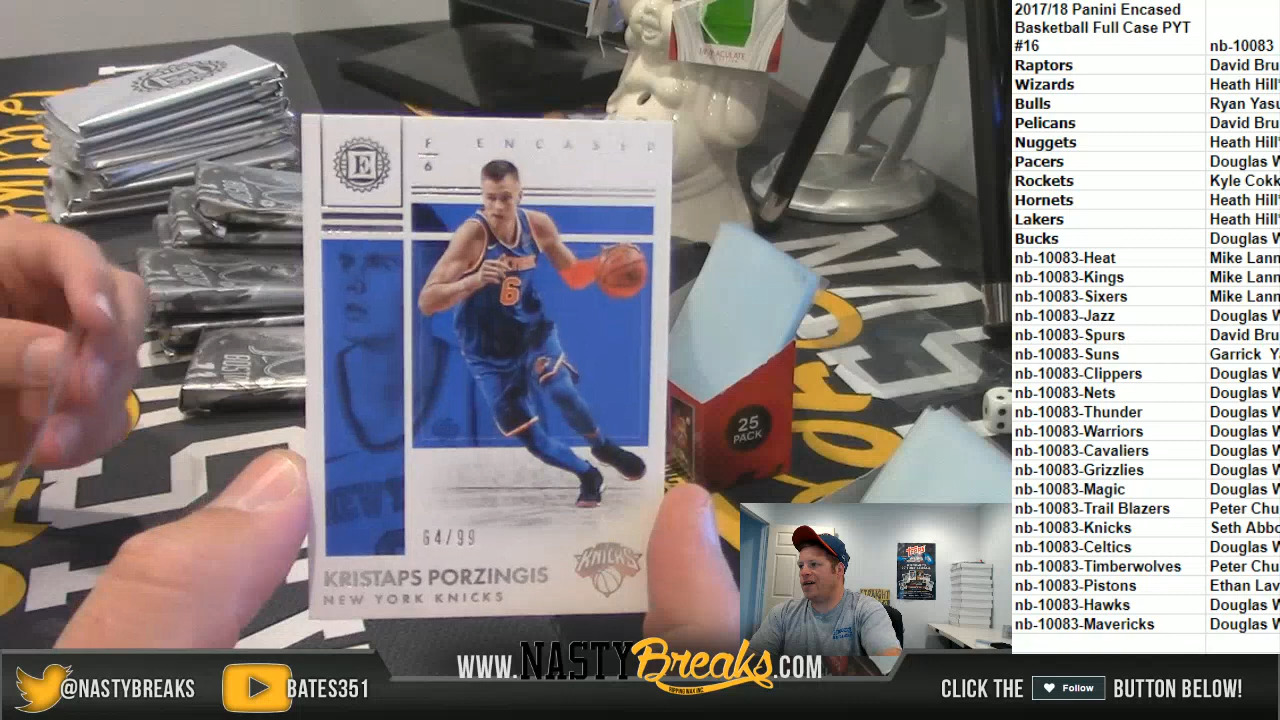 E
F
6
ENCASED
IMMACULATE
6
64/99
KRISTAPS PORZINGIS
NEW YORK KNICKS
KNICKS
25
PACK
2017/18 Panini Encased
Basketball Full Case PYT
#16 nb-10083
Raptors David Bru
Wizards Heath Hill
Bulls Ryan Yasu
Pelicans David Bru
Nuggets Heath Hill
Pacers Douglas W
Rockets Kyle Cokk
Hornets Heath Hill
Lakers Heath Hill
Bucks Douglas W
nb-10083-Heat Mike Lann
nb-10083-Kings Mike Lann
nb-10083-Sixers Mike Lann
nb-10083-Jazz Douglas W
nb-10083-Spurs David Bru
nb-10083-Suns Garrick Y
nb-10083-Clippers Douglas W
nb-10083-Nets Douglas W
nb-10083-Thunder Douglas W
nb-10083-Warriors Douglas W
nb-10083-Cavaliers Douglas W
nb-10083-Grizzlies Douglas W
nb-10083-Magic Douglas W
nb-10083-Trail Blazers Peter Chu
nb-10083-Knicks Seth Abbo
nb-10083-Celtics Douglas W
nb-10083-Timberwolves Peter Chu
nb-10083-Pistons Ethan Lav
nb-10083-Hawks Douglas W
nb-10083-Mavericks Douglas W
@NASTYBREAKS
BATES351
WWW.NASTYBreaks.COM
RIPPING WAX INC.
CLICK THE Follow BUTTON BELOW!